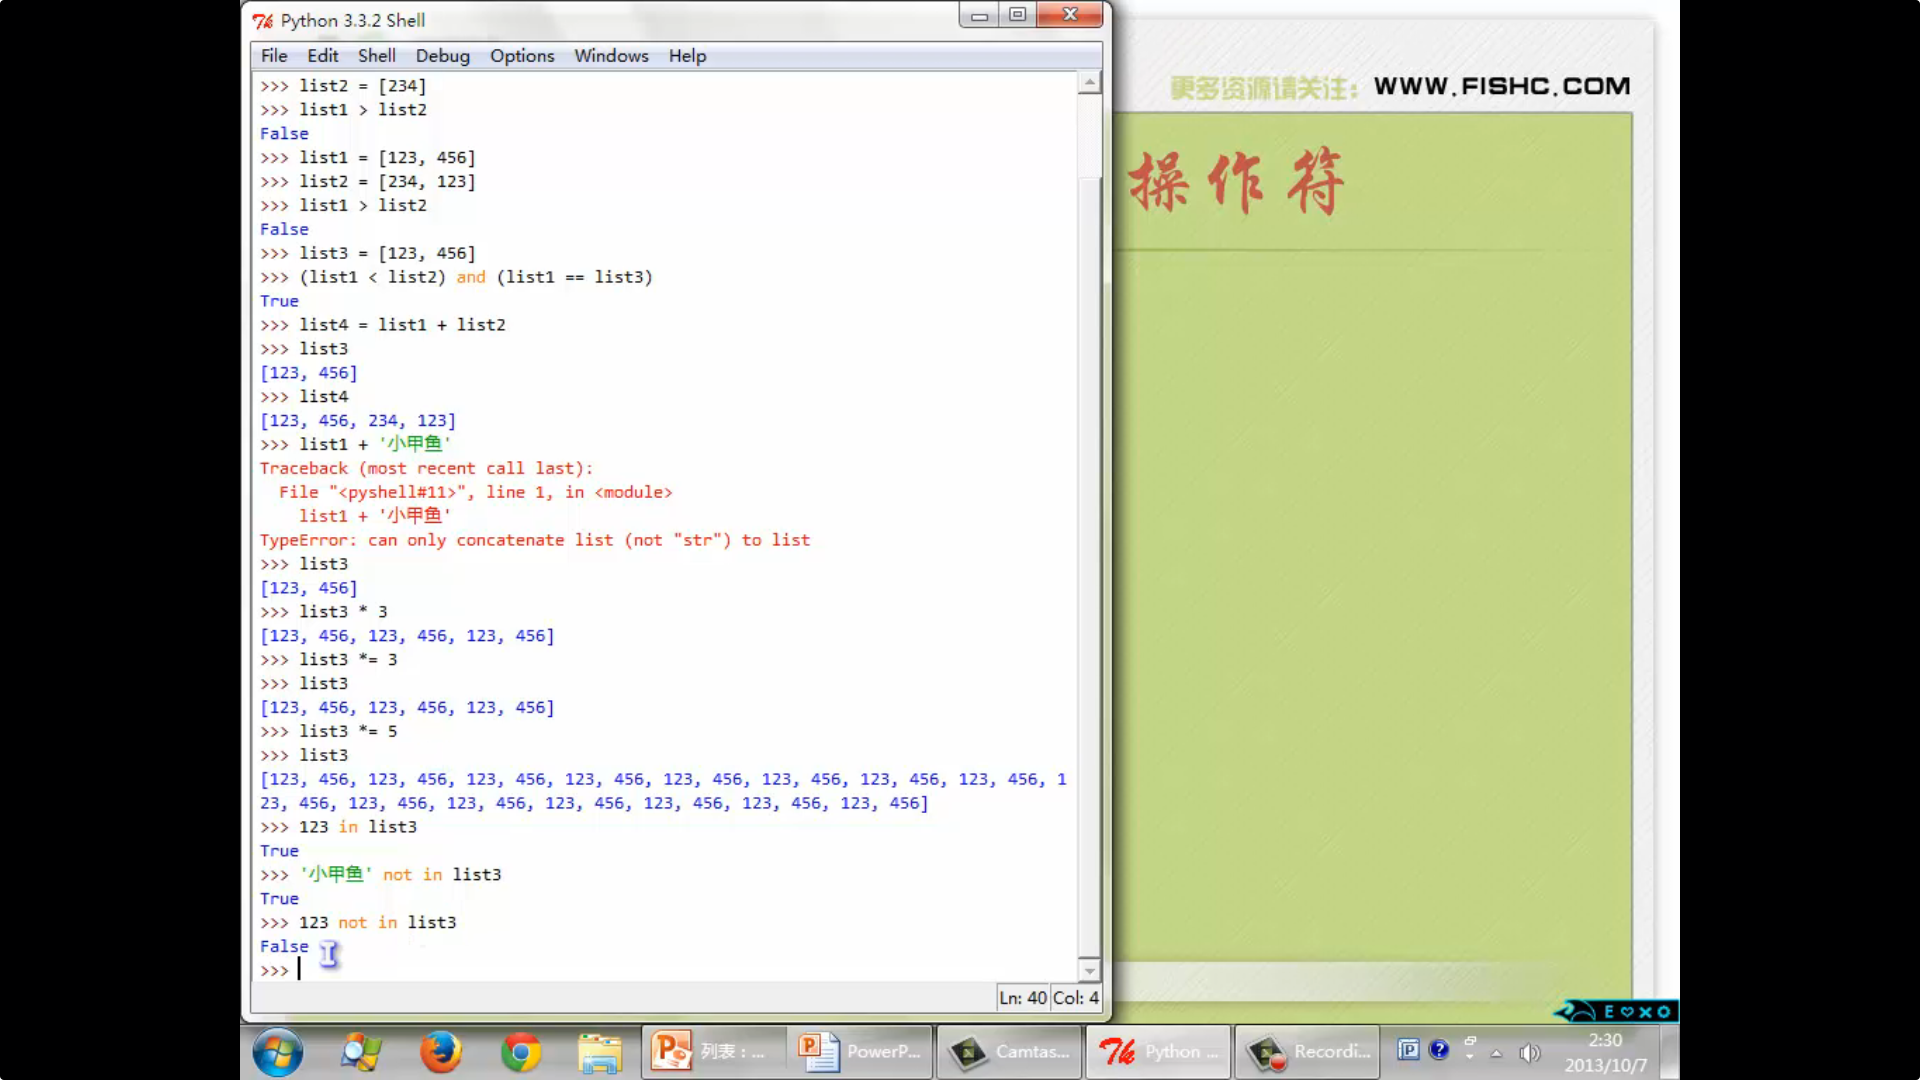 Python 3.3.2 Shell
File Edit Shell Debug Options Windows Help
>>> list2 = [234]
>>> list1 > list2
False
>>> list1 = [123, 456]
>>> list2 = [234, 123]
>>> list1 > list2
False
>>> list3 = [123, 456]
>>> (list1 < list2) and (list1 == list3)
True
>>> list4 = list1 + list2
>>> list3
[123, 456]
>>> list4
[123, 456, 234, 123]
>>> list1 + '小甲鱼'
Traceback (most recent call last):
  File "<pyshell#11>", line 1, in <module>
    list1 + '小甲鱼'
TypeError: can only concatenate list (not "str") to list
>>> list3
[123, 456]
>>> list3 * 3
[123, 456, 123, 456, 123, 456]
>>> list3 *= 3
>>> list3
[123, 456, 123, 456, 123, 456]
>>> list3 *= 5
>>> list3
[123, 456, 123, 456, 123, 456, 123, 456, 123, 456, 123, 456, 123, 456, 123, 456, 1
23, 456, 123, 456, 123, 456, 123, 456, 123, 456, 123, 456, 123, 456]
>>> 123 in list3
True
>>> '小甲鱼' not in list3
True
>>> 123 not in list3
False
>>>
Ln: 40 Col: 4
更多资源请关注： WWW.FISHC.COM
操作符
列表：... PowerP... Camtas... Python ... Recordi...
2:30
2013/10/7